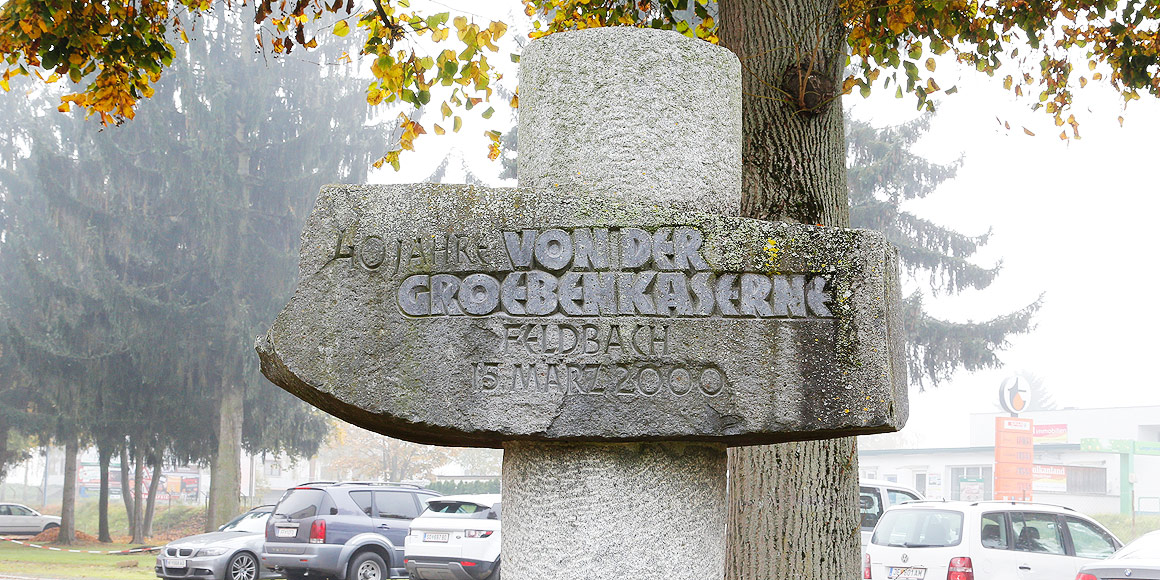 40 JAHRE VON DER
GROEBENKASERNE
FELDBACH
15 MÄRZ 2000